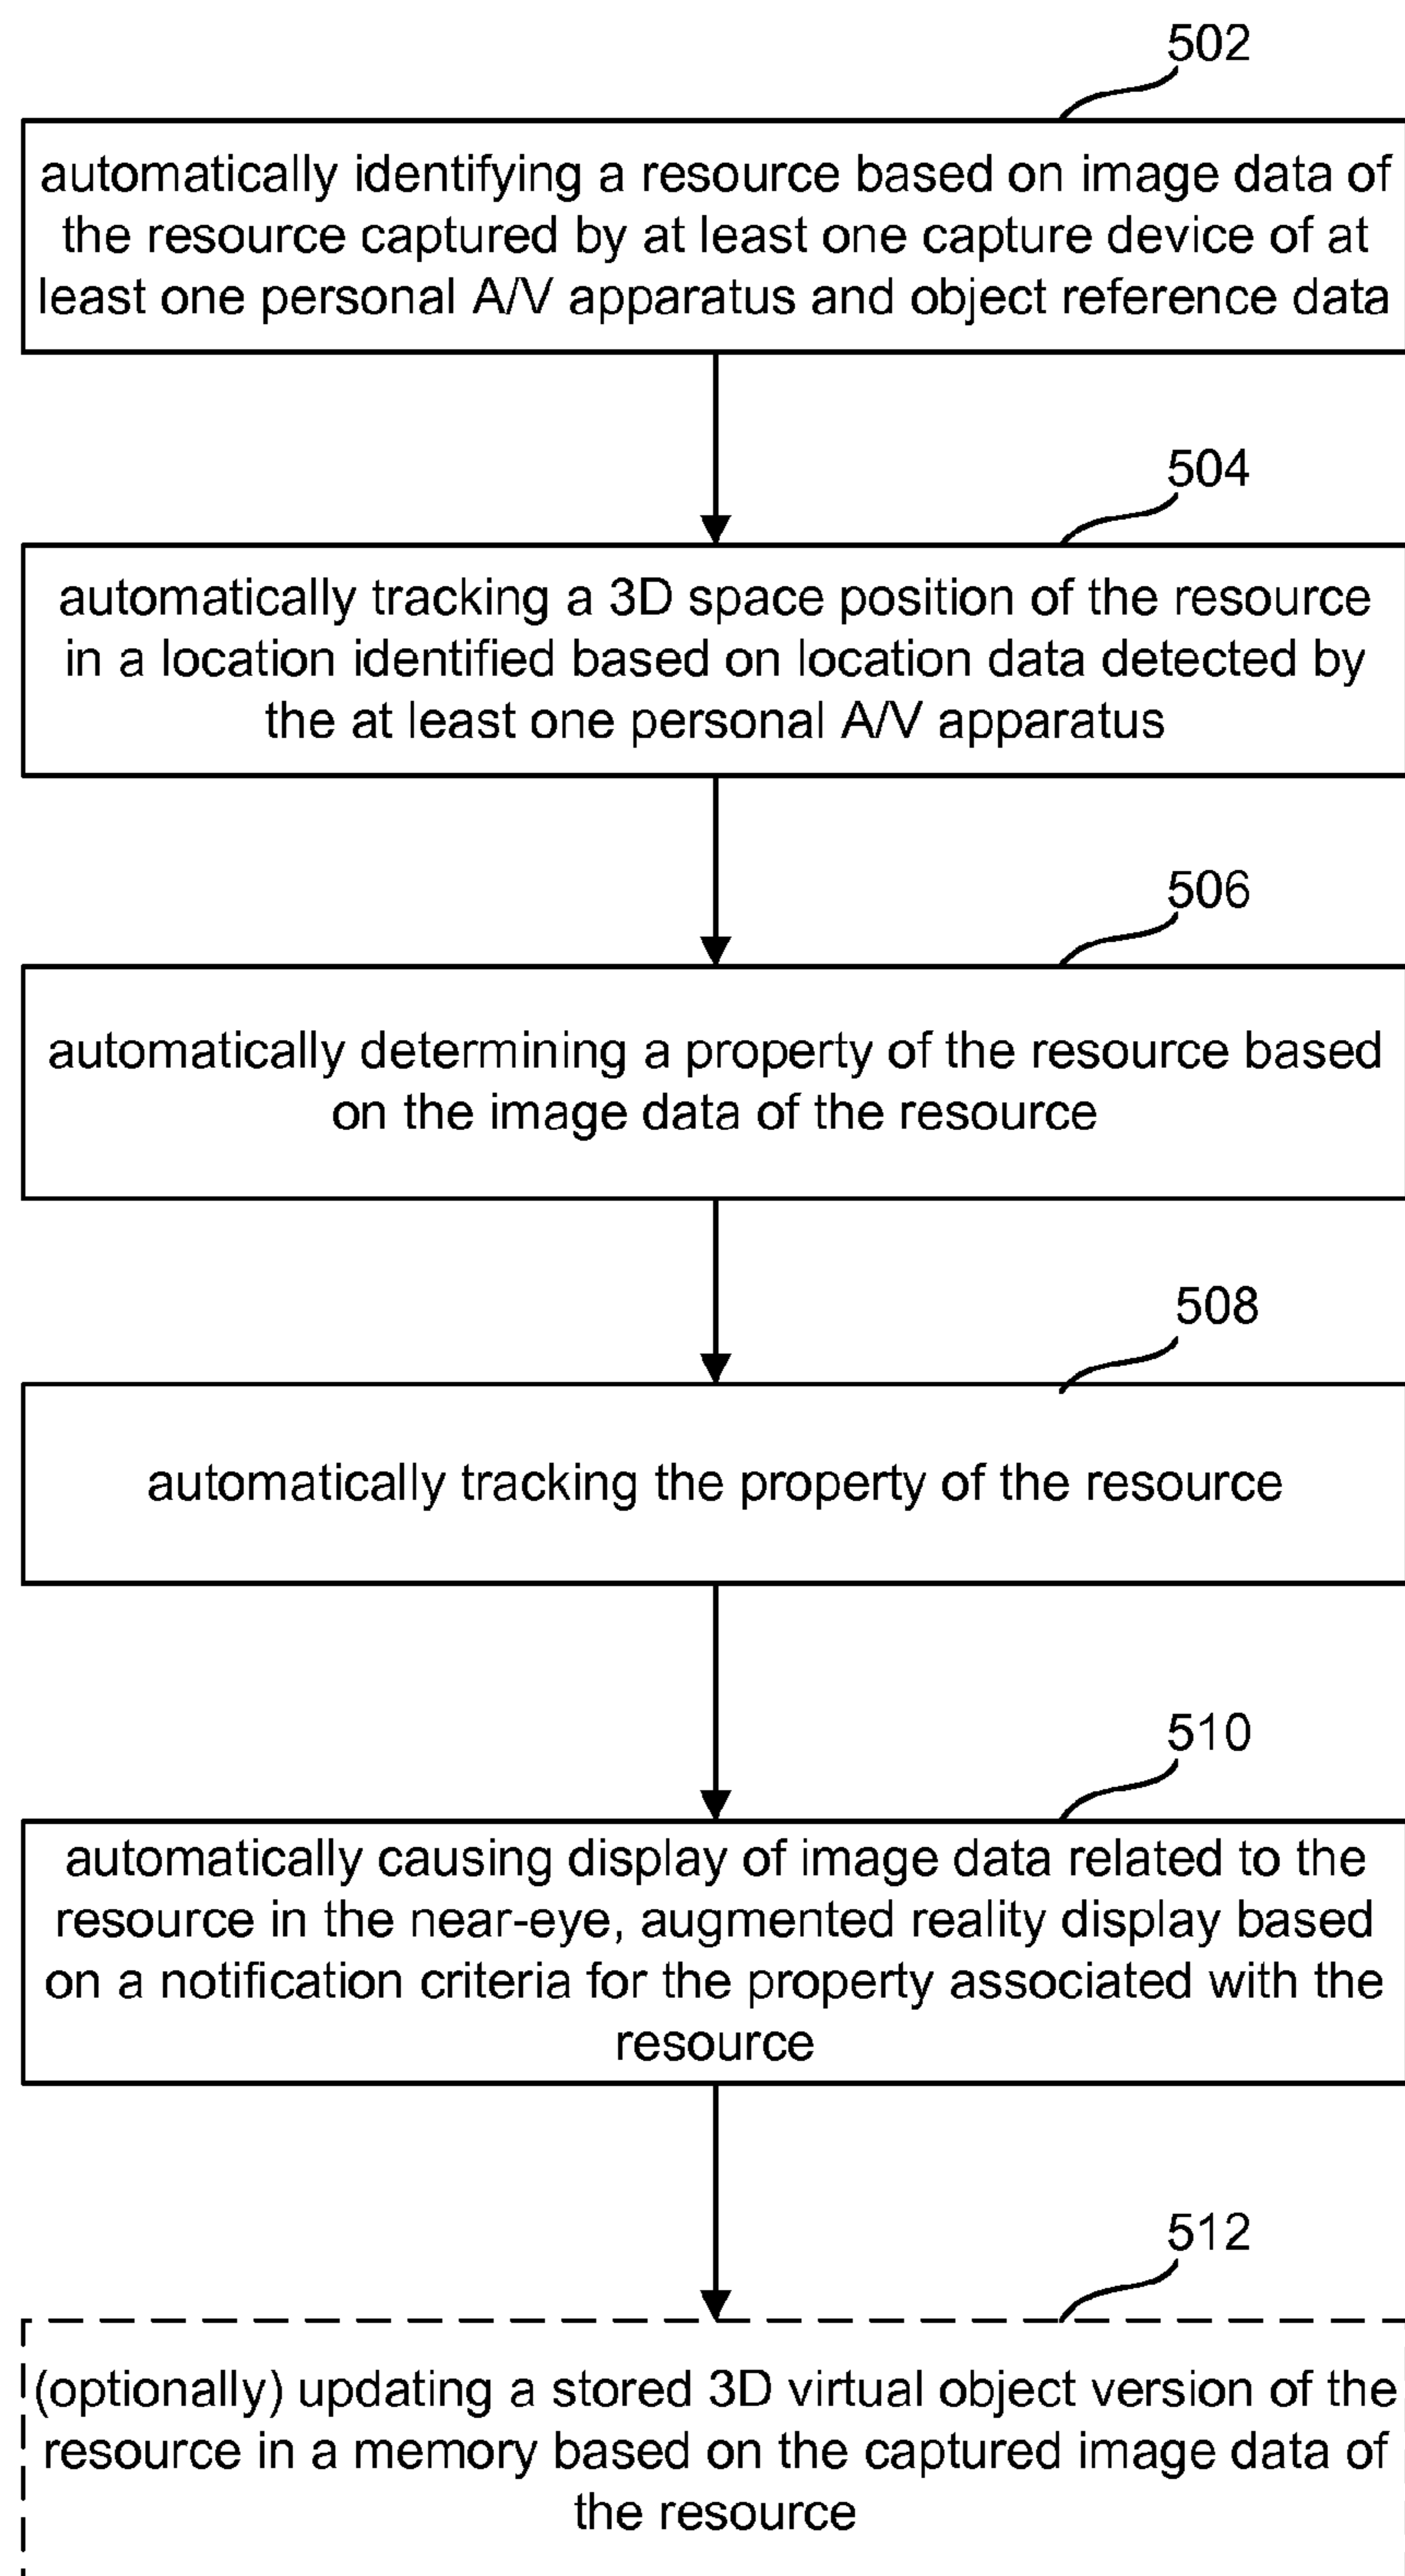 502
automatically identifying a resource based on image data of
the resource captured by at least one capture device of at
least one personal A/V apparatus and object reference data
504
automatically tracking a 3D space position of the resource
in a location identified based on location data detected by
the at least one personal A/V apparatus
506
automatically determining a property of the resource based
on the image data of the resource
508
automatically tracking the property of the resource
510
automatically causing display of image data related to the
resource in the near-eye, augmented reality display based
on a notification criteria for the property associated with the
resource
512
(optionally) updating a stored 3D virtual object version of the
resource in a memory based on the captured image data of
the resource